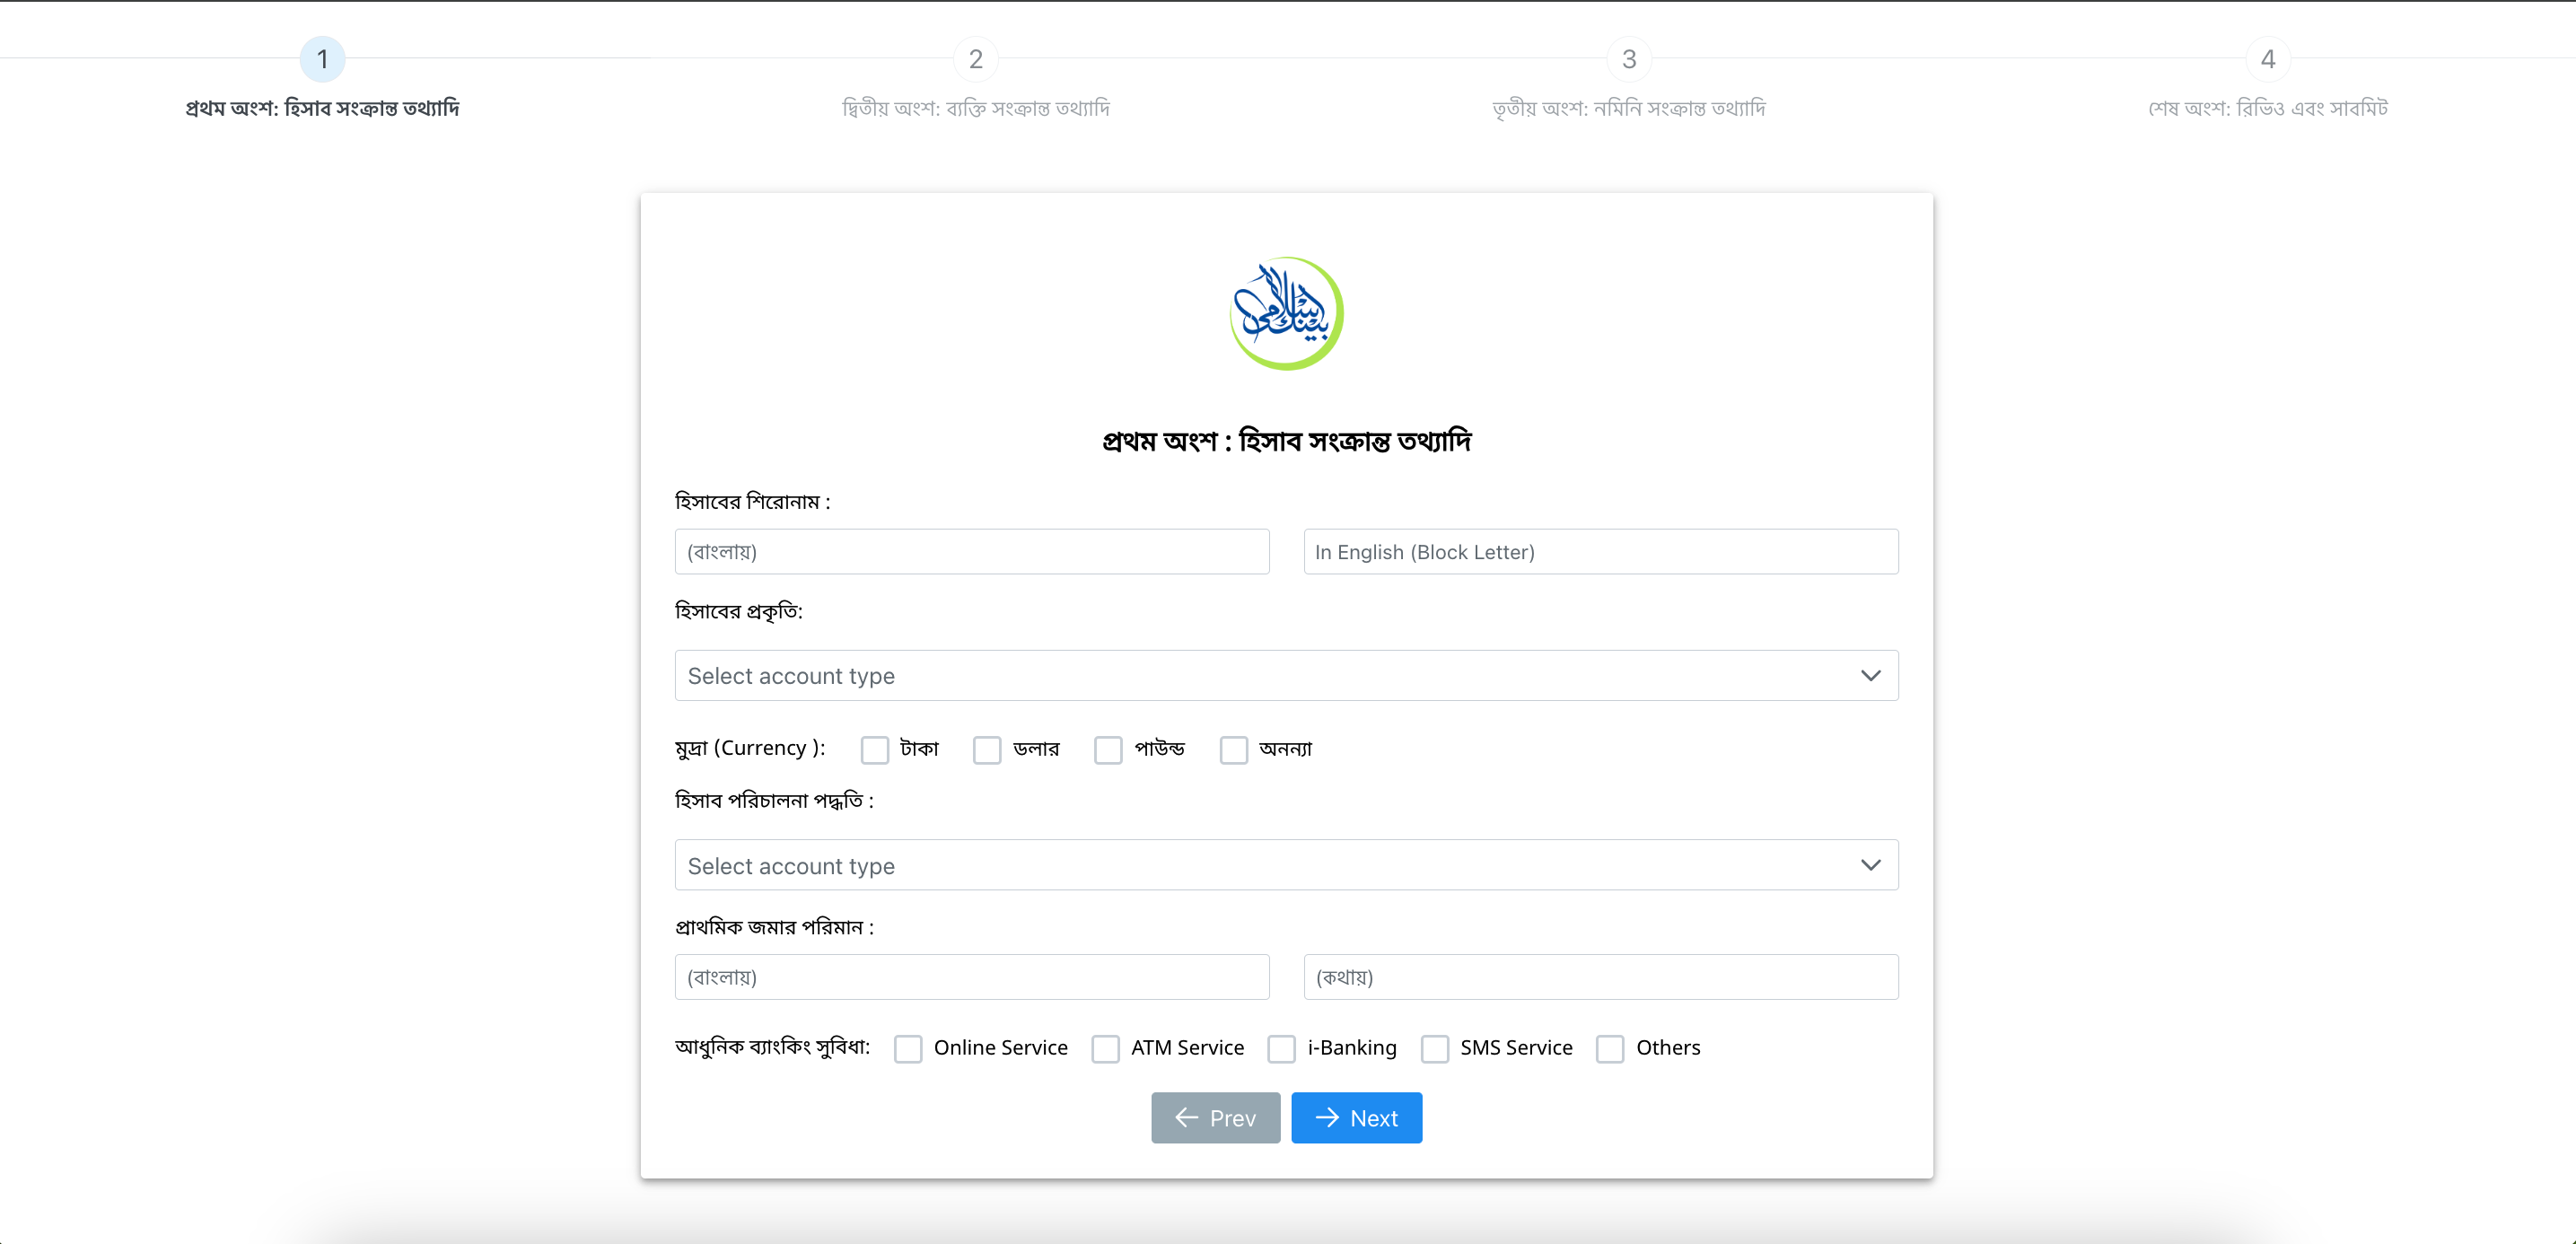 1
প্রথম অংশ: হিসাব সংক্রান্ত তথ্যাদি
2
দ্বিতীয় অংশ: ব্যক্তি সংক্রান্ত তথ্যাদি
3
তৃতীয় অংশ: নমিনি সংক্রান্ত তথ্যাদি
4
শেষ অংশ: রিভিও এবং সাবমিট
প্রথম অংশ : হিসাব সংক্রান্ত তথ্যাদি
হিসাবের শিরোনাম :
(বাংলায়) In English (Block Letter)
হিসাবের প্রকৃতি:
Select account type
মুদ্রা (Currency ): টাকা ডলার পাউন্ড অনন্যা
হিসাব পরিচালনা পদ্ধতি :
Select account type
প্রাথমিক জমার পরিমান :
(বাংলায়) (কথায়)
আধুনিক ব্যাংকিং সুবিধা: Online Service ATM Service i-Banking SMS Service Others
Prev Next